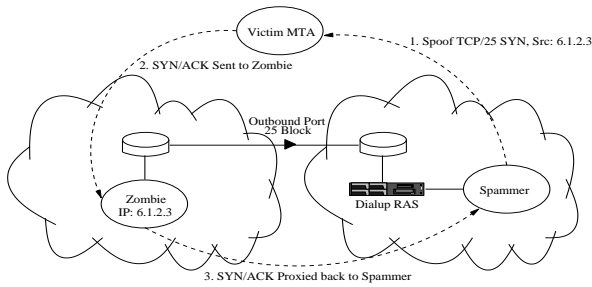 Victim MTA
1. Spoof TCP/25 SYN, Src: 6.1.2.3
2. SYN/ACK Sent to Zombie
Outbound Port
25 Block
Zombie
IP: 6.1.2.3
Dialup RAS
Spammer
3. SYN/ACK Proxied back to Spammer